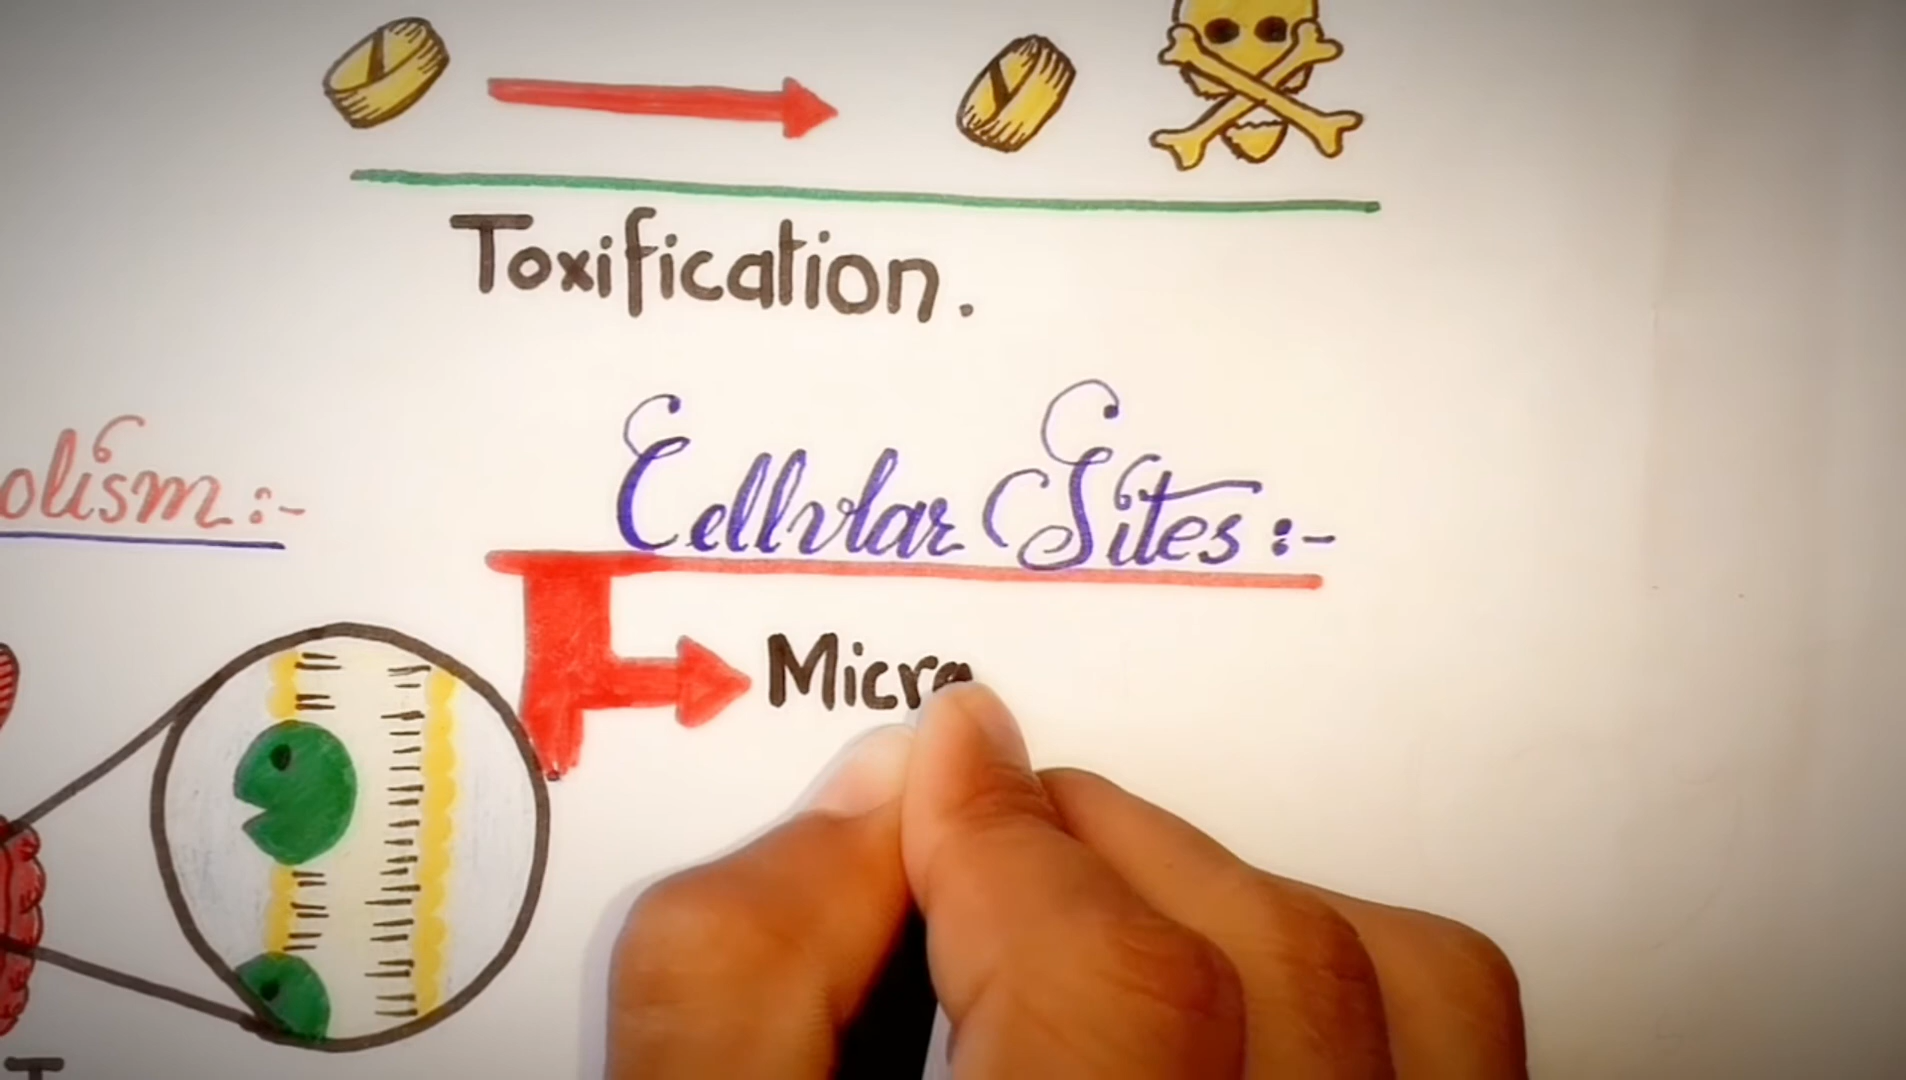 Toxification.
olism:-
Cellular Sites:-
Micro